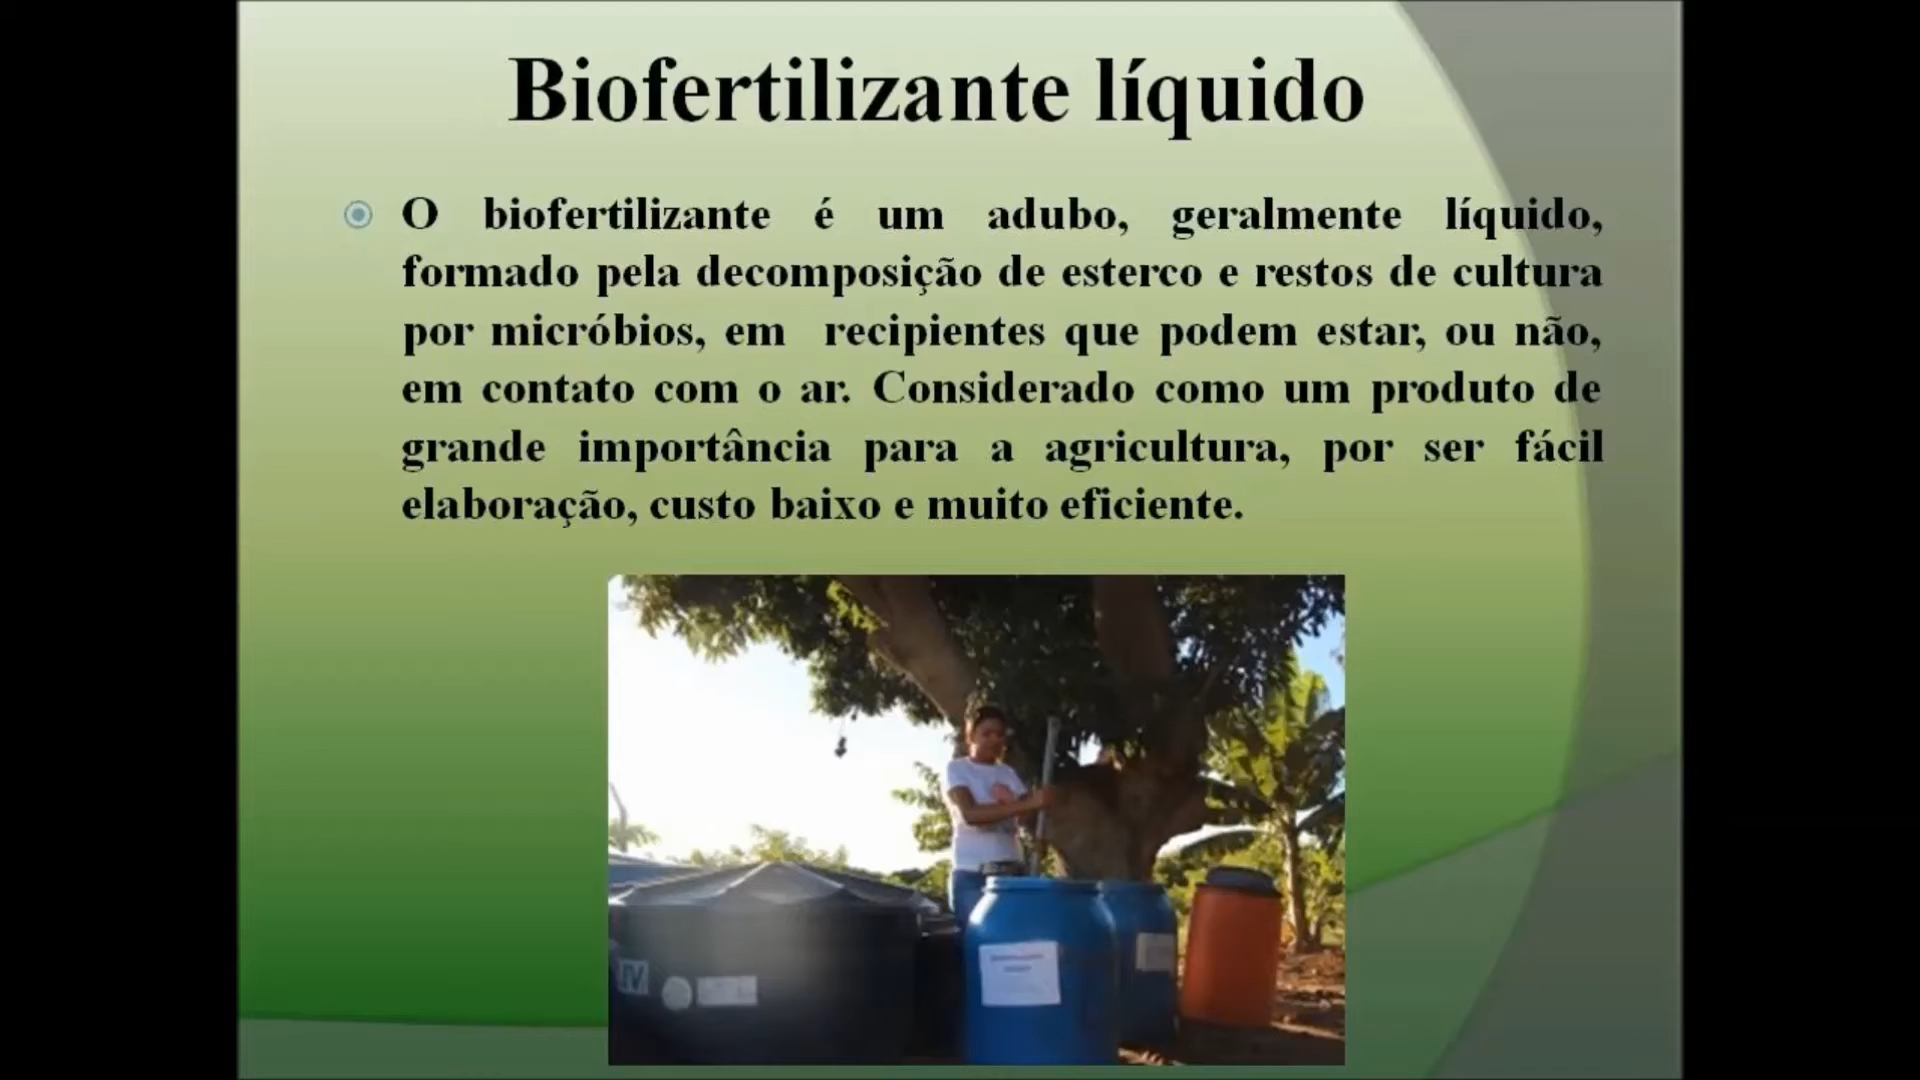 Biofertilizante líquido
O biofertilizante é um adubo, geralmente líquido,
formado pela decomposição de esterco e restos de cultura
por micróbios, em recipientes que podem estar, ou não,
em contato com o ar. Considerado como um produto de
grande importância para a agricultura, por ser fácil
elaboração, custo baixo e muito eficiente.